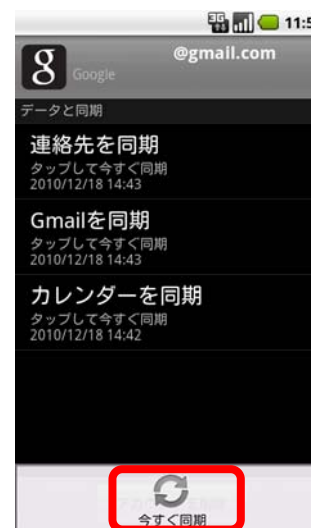 3G 11:5
g @gmail.com
Google
データと同期
連絡先を同期
タップして今すぐ同期
2010/12/18 14:43
Gmailを同期
タップして今すぐ同期
2010/12/18 14:43
カレンダーを同期
タップして今すぐ同期
2010/12/18 14:42
今すぐ同期